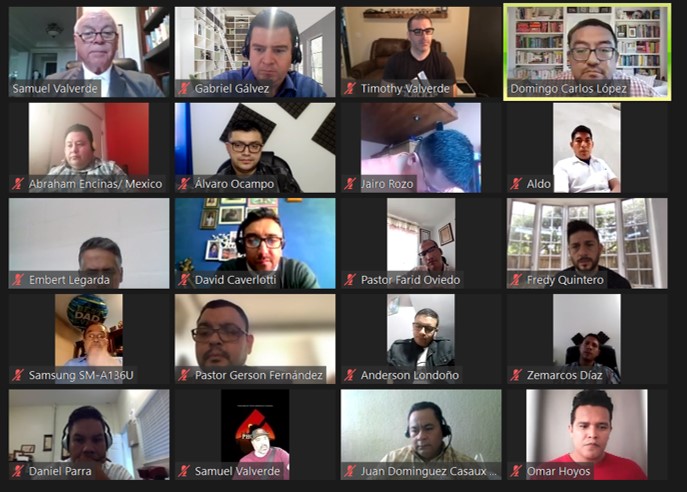 Samuel Valverde
Gabriel Gálvez
Timothy Valverde
Domingo Carlos López
Abraham Encinas/ Mexico
Álvaro Ocampo
Jairo Rozo
Aldo
Embert Legarda
David Caverlotti
Pastor Farid Oviedo
Fredy Quintero
DAD
Samsung SM-A136U
Pastor Gerson Fernández
Anderson Londoño
Zemarcos Díaz
Daniel Parra
Samuel Valverde
Juan Dominguez Casaux ...
Omar Hoyos